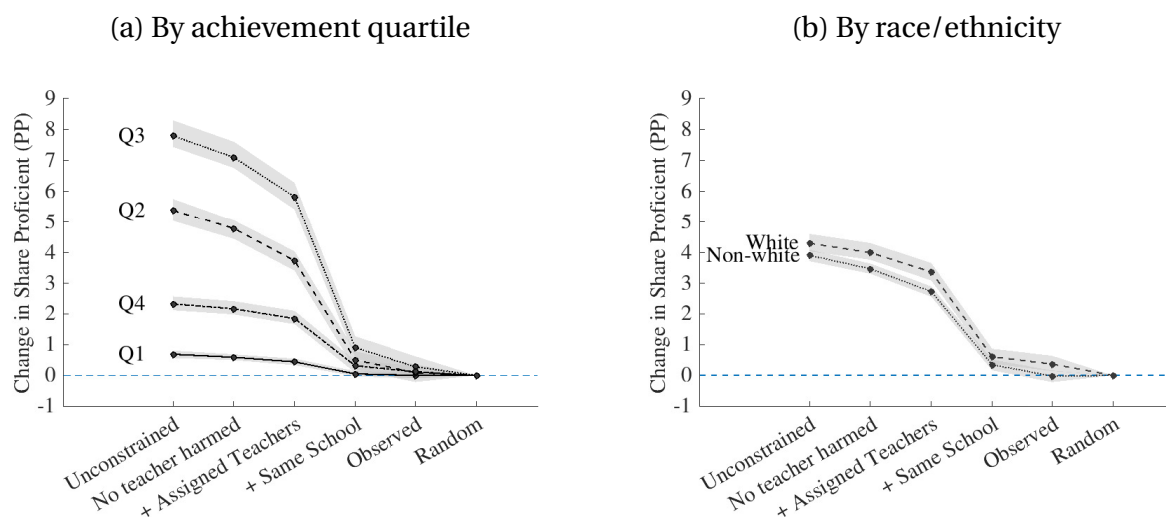 (a) By achievement quartile
Change in Share Proficient (PP)
9
8
7
6
5
4
3
2
1
0
-1
Q3
Q2
Q4
Q1
Unconstrained
No teacher harmed
+ Assigned Teachers
+ Same School
Observed
Random
(b) By race/ethnicity
Change in Share Proficient (PP)
9
8
7
6
5
4
3
2
1
0
-1
White
Non-white
Unconstrained
No teacher harmed
+ Assigned Teachers
+ Same School
Observed
Random